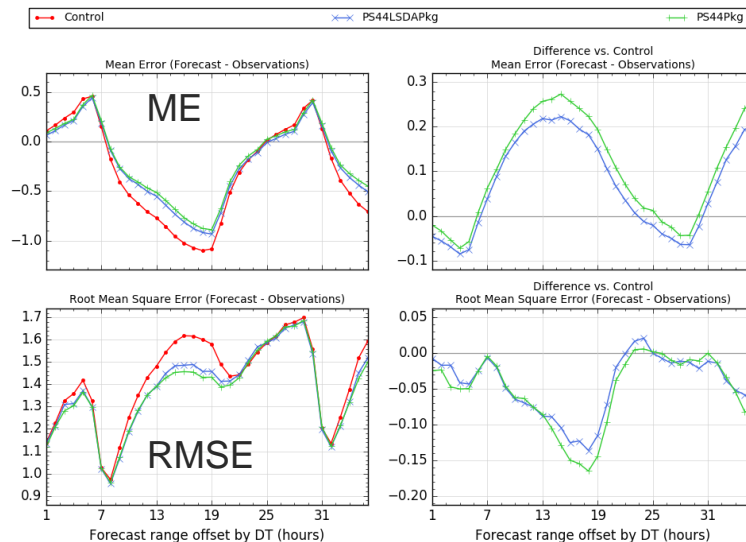 Control PS44LSDAPkg PS44Pkg
Mean Error (Forecast - Observations)
ME
0.5
0.0
−0.5
−1.0
Difference vs. Control
Mean Error (Forecast - Observations)
0.3
0.2
0.1
0.0
−0.1
Root Mean Square Error (Forecast - Observations)
RMSE
1.7
1.6
1.5
1.4
1.3
1.2
1.1
1.0
0.9
1 7 13 19 25 31
Forecast range offset by DT (hours)
Difference vs. Control
Root Mean Square Error (Forecast - Observations)
0.00
−0.05
−0.10
−0.15
−0.20
1 7 13 19 25 31
Forecast range offset by DT (hours)